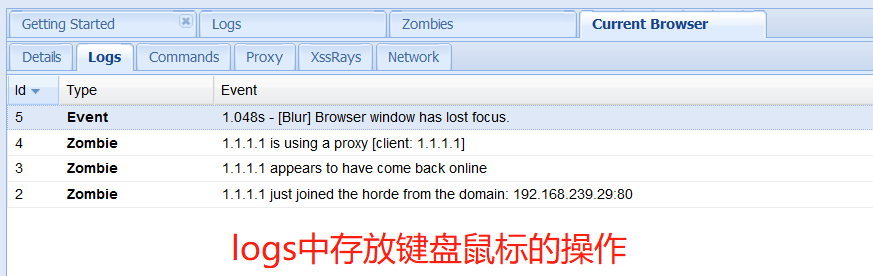 Getting Started Logs Zombies Current Browser
Details Logs Commands Proxy XssRays Network
Id Type Event
5 Event 1.048s - [Blur] Browser window has lost focus.
4 Zombie 1.1.1.1 is using a proxy [client: 1.1.1.1]
3 Zombie 1.1.1.1 appears to have come back online
2 Zombie 1.1.1.1 just joined the horde from the domain: 192.168.239.29:80
logs中存放键盘鼠标的操作